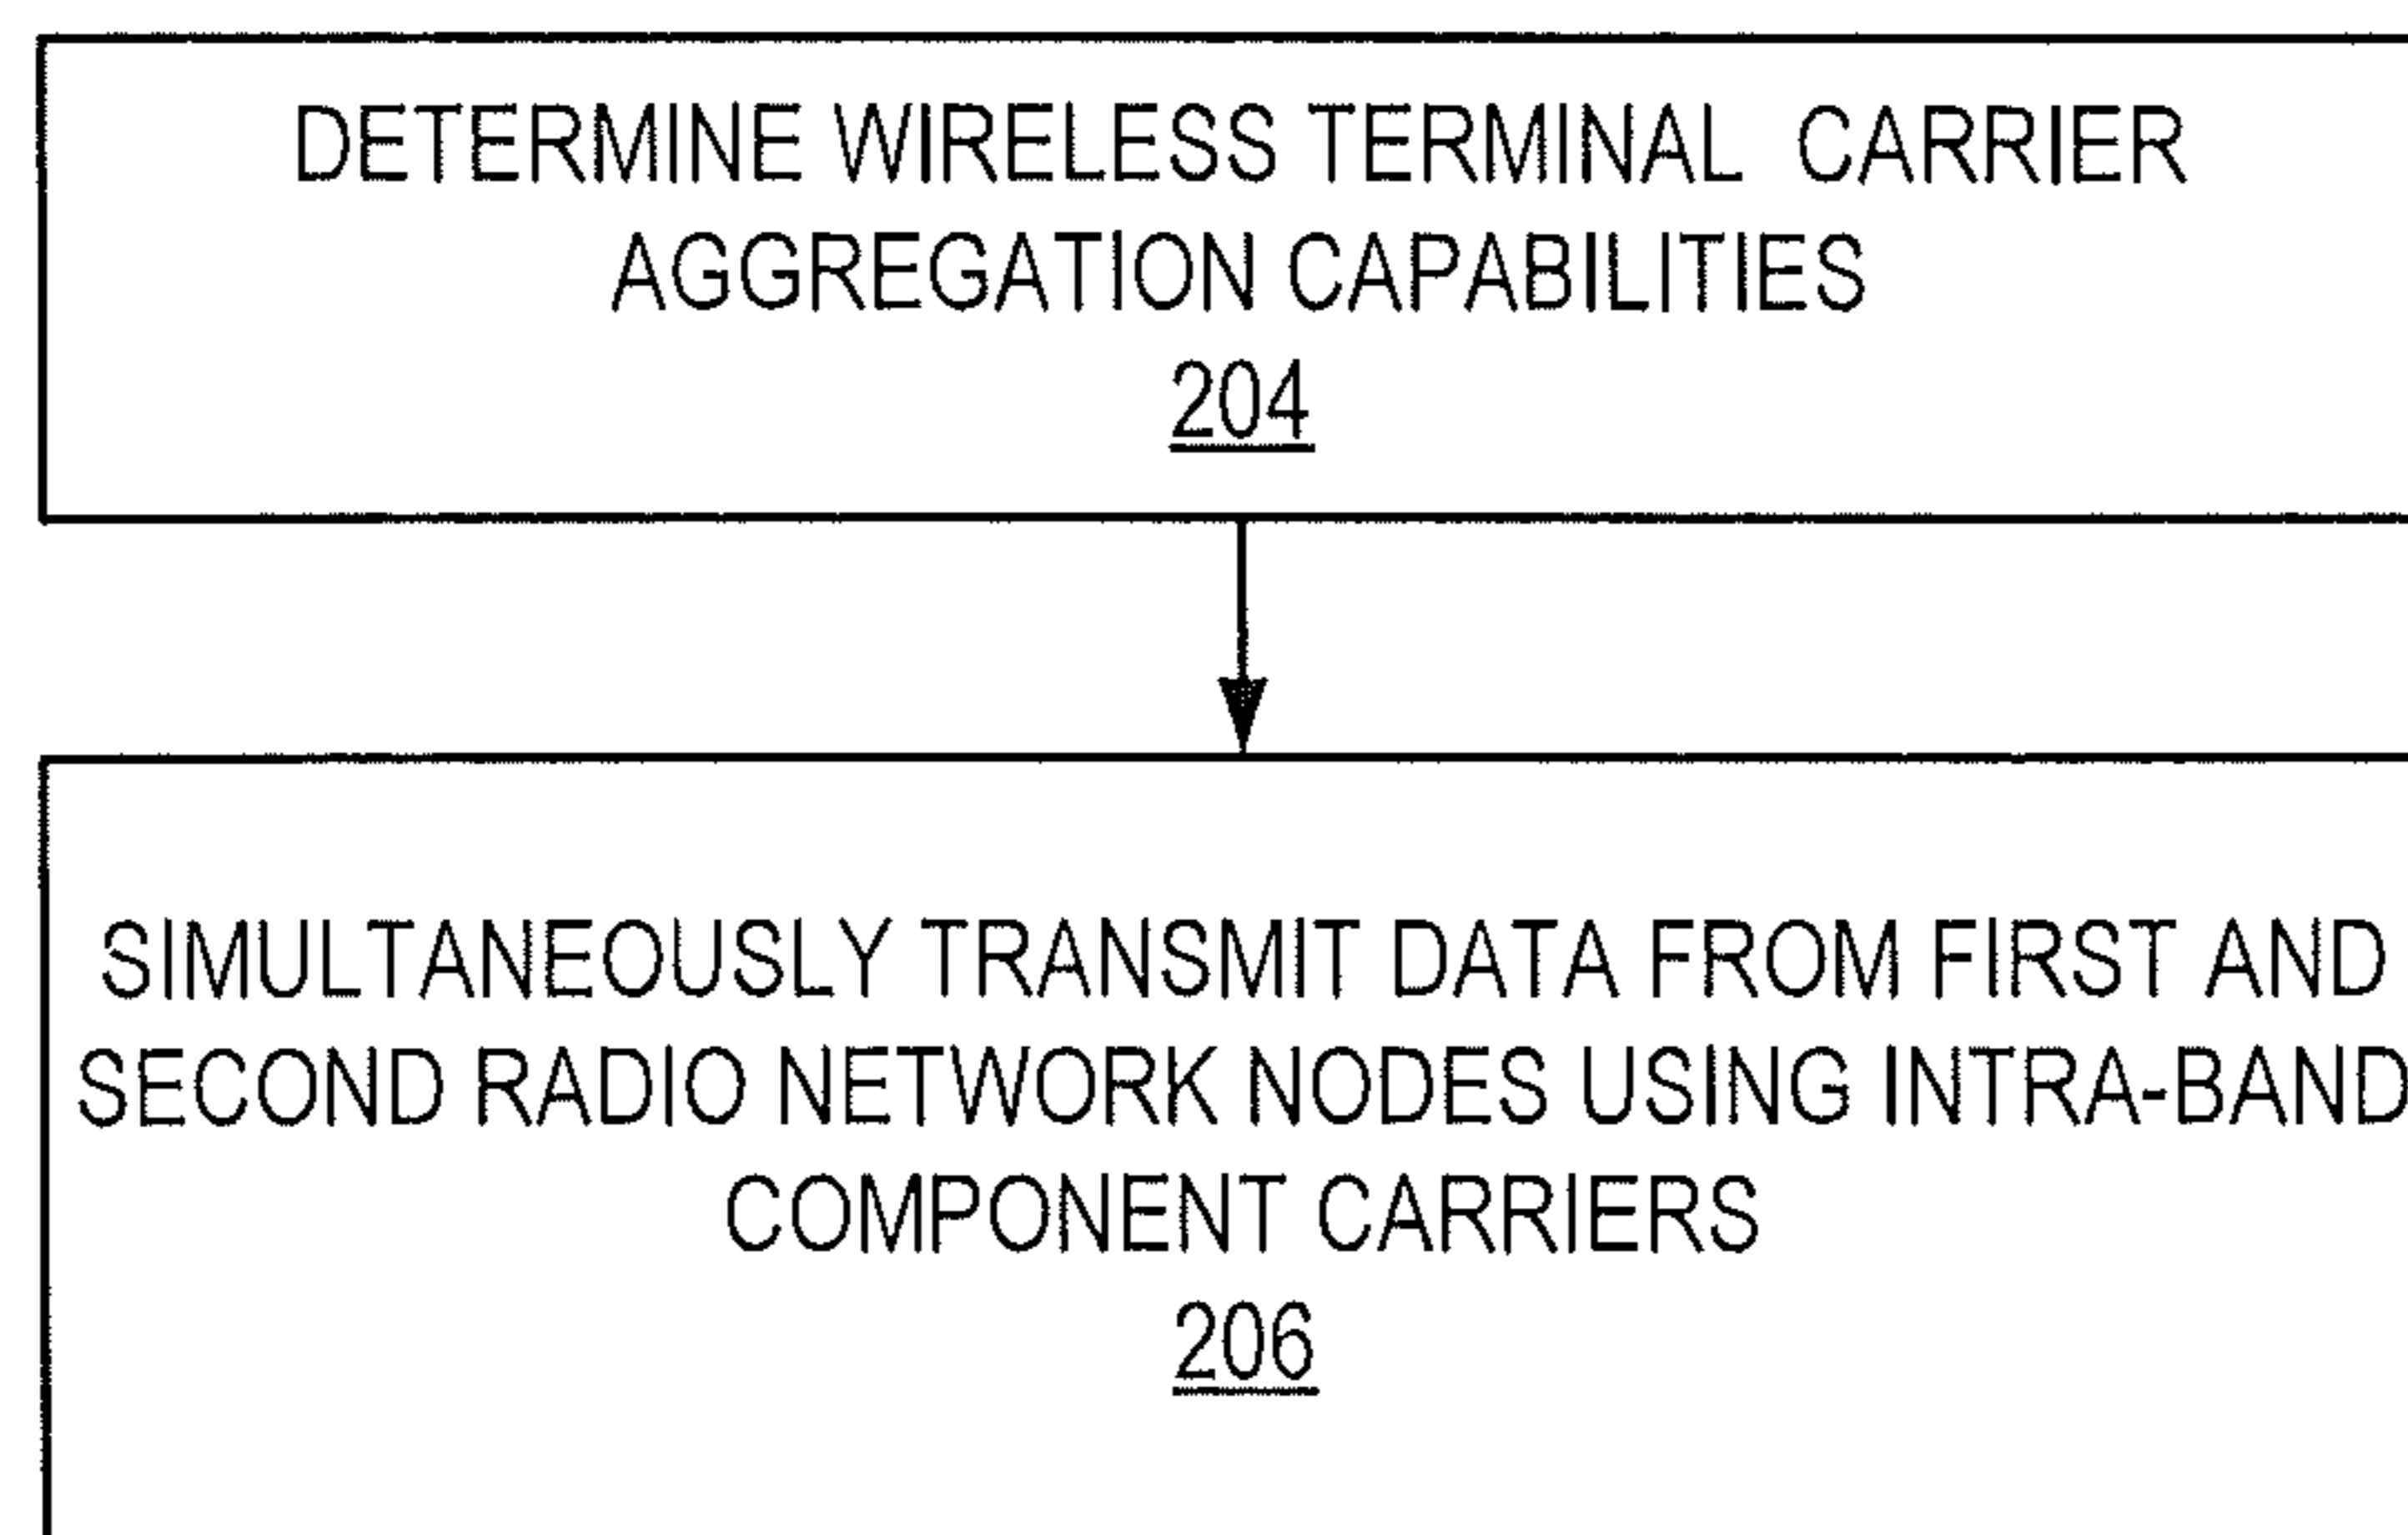 DETERMINE WIRELESS TERMINAL CARRIER
AGGREGATION CAPABILITIES
204
SIMULTANEOUSLY TRANSMIT DATA FROM FIRST AND
SECOND RADIO NETWORK NODES USING INTRA-BAND
COMPONENT CARRIERS
206